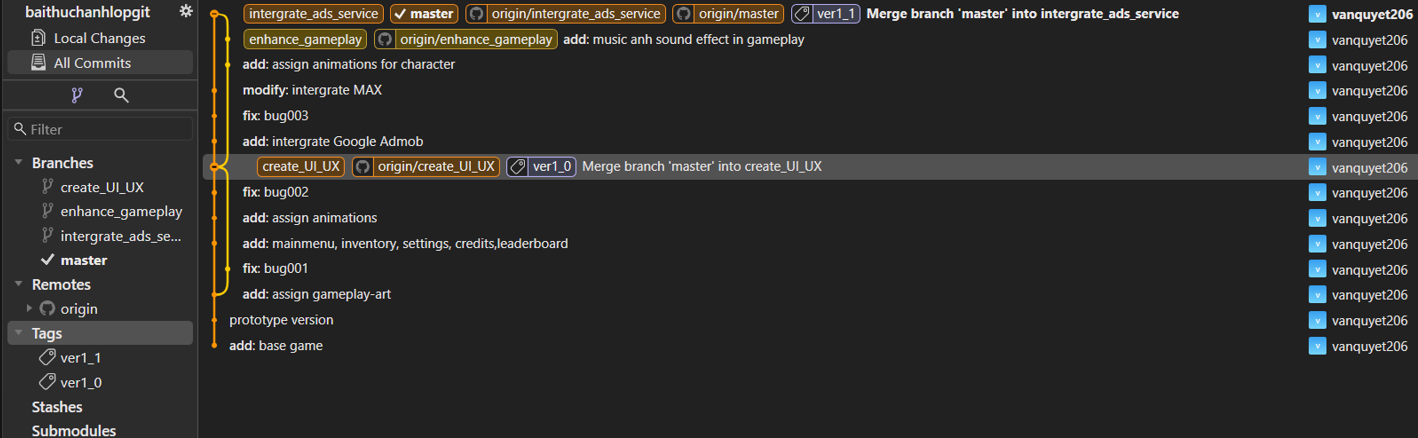 baithuchanhlopgit
Local Changes
All Commits
Filter
Branches
create_UI_UX
enhance_gameplay
intergrate_ads_se...
master
Remotes
origin
Tags
ver1_1
ver1_0
Stashes
Submodules
intergrate_ads_service master origin/intergrate_ads_service origin/master ver1_1 Merge branch 'master' into intergrate_ads_service v vanquyet206
enhance_gameplay origin/enhance_gameplay add: music anh sound effect in gameplay v vanquyet206
add: assign animations for character v vanquyet206
modify: intergrate MAX v vanquyet206
fix: bug003 v vanquyet206
add: intergrate Google Admob v vanquyet206
create_UI_UX origin/create_UI_UX ver1_0 Merge branch 'master' into create_UI_UX v vanquyet206
fix: bug002 v vanquyet206
add: assign animations v vanquyet206
add: mainmenu, inventory, settings, credits,leaderboard v vanquyet206
fix: bug001 v vanquyet206
add: assign gameplay-art v vanquyet206
prototype version v vanquyet206
add: base game v vanquyet206